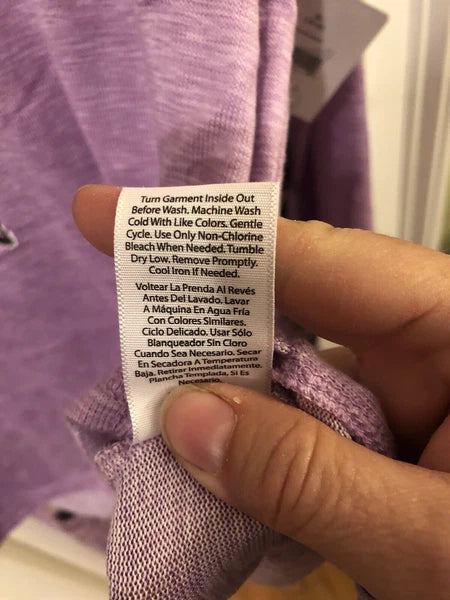 Turn Garment Inside Out
Before Wash. Machine Wash
Cold With Like Colors. Gentle
Cycle. Use Only Non-Chlorine
Bleach When Needed. Tumble
Dry Low. Remove Promptly.
Cool Iron If Needed.
Voltear La Prenda Al Revés
Antes Del Lavado. Lavar
A Máquina En Agua Fría
Con Colores Similares.
Ciclo Delicado. Usar Sólo
Blanqueador Sin Cloro
Cuando Sea Necesario. Secar
En Secadora A Temperatura
Baja. Retirar Inmediatamente.
Plancha Templada, Si Es
Necesario.